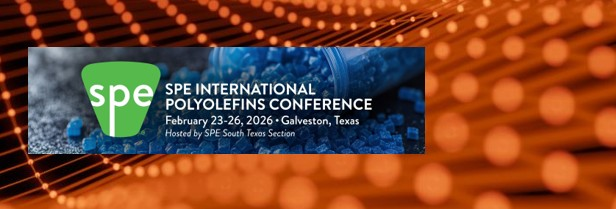 spe
SPE INTERNATIONAL
POLYOLEFINS CONFERENCE
February 23-26, 2026 • Galveston, Texas
Hosted by SPE South Texas Section